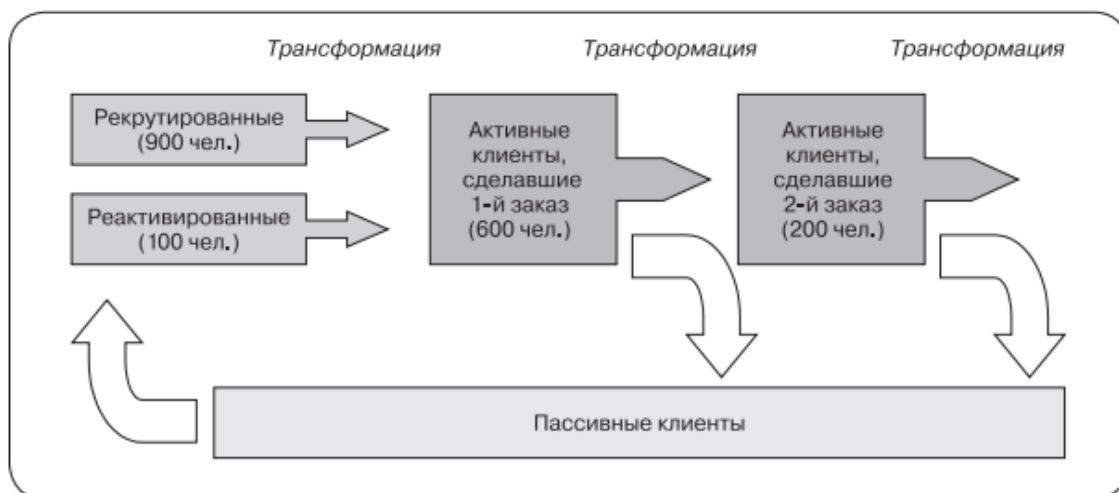 Трансформация
Трансформация
Трансформация
Рекрутированные
(900 чел.)
Реактивированные
(100 чел.)
Активные
клиенты,
сделавшие
1-й заказ
(600 чел.)
Активные
клиенты,
сделавшие
2-й заказ
(200 чел.)
Пассивные клиенты